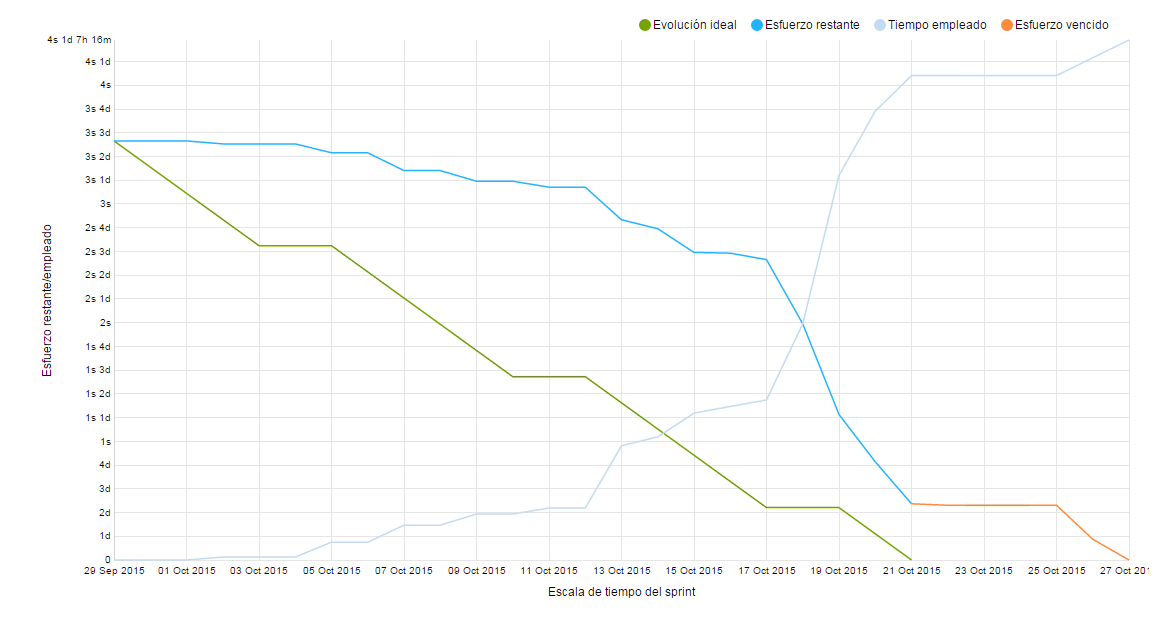 Evolución ideal Esfuerzo restante Tiempo empleado Esfuerzo vencido
4s 1d 7h 16m
4s 1d
4s
3s 4d
3s 3d
3s 2d
3s 1d
3s
2s 4d
2s 3d
2s 2d
2s 1d
2s
1s 4d
1s 3d
1s 2d
1s 1d
1s
4d
3d
2d
1d
0
Esfuerzo restante/empleado
29 Sep 2015 01 Oct 2015 03 Oct 2015 05 Oct 2015 07 Oct 2015 09 Oct 2015 11 Oct 2015 13 Oct 2015 15 Oct 2015 17 Oct 2015 19 Oct 2015 21 Oct 2015 23 Oct 2015 25 Oct 2015 27 Oct 201
Escala de tiempo del sprint